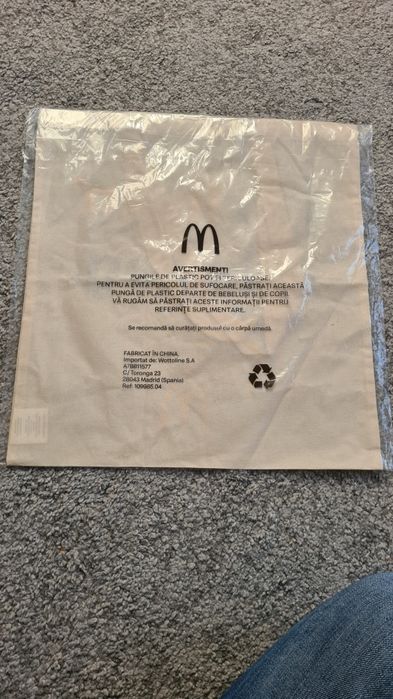 AVERTISMENT!
PUNGILE DE PLASTIC POT FI PERICULOASE.
PENTRU A EVITA PERICOLUL DE SUFOCARE, PĂSTRAȚI ACEASTĂ
PUNGĂ DE PLASTIC DEPARTE DE BEBELUȘI ȘI DE COPII.
VĂ RUGĂM SĂ PĂSTRAȚI ACESTE INFORMAȚII PENTRU
REFERINȚE SUPLIMENTARE.
Se recomandă să curățați produsul cu o cârpă umedă.
FABRICAT ÎN CHINA.
Importat de: Wottoline S.A
A78811577
C/ Toronga 23
28043 Madrid (Spania)
Ref: 109985.04